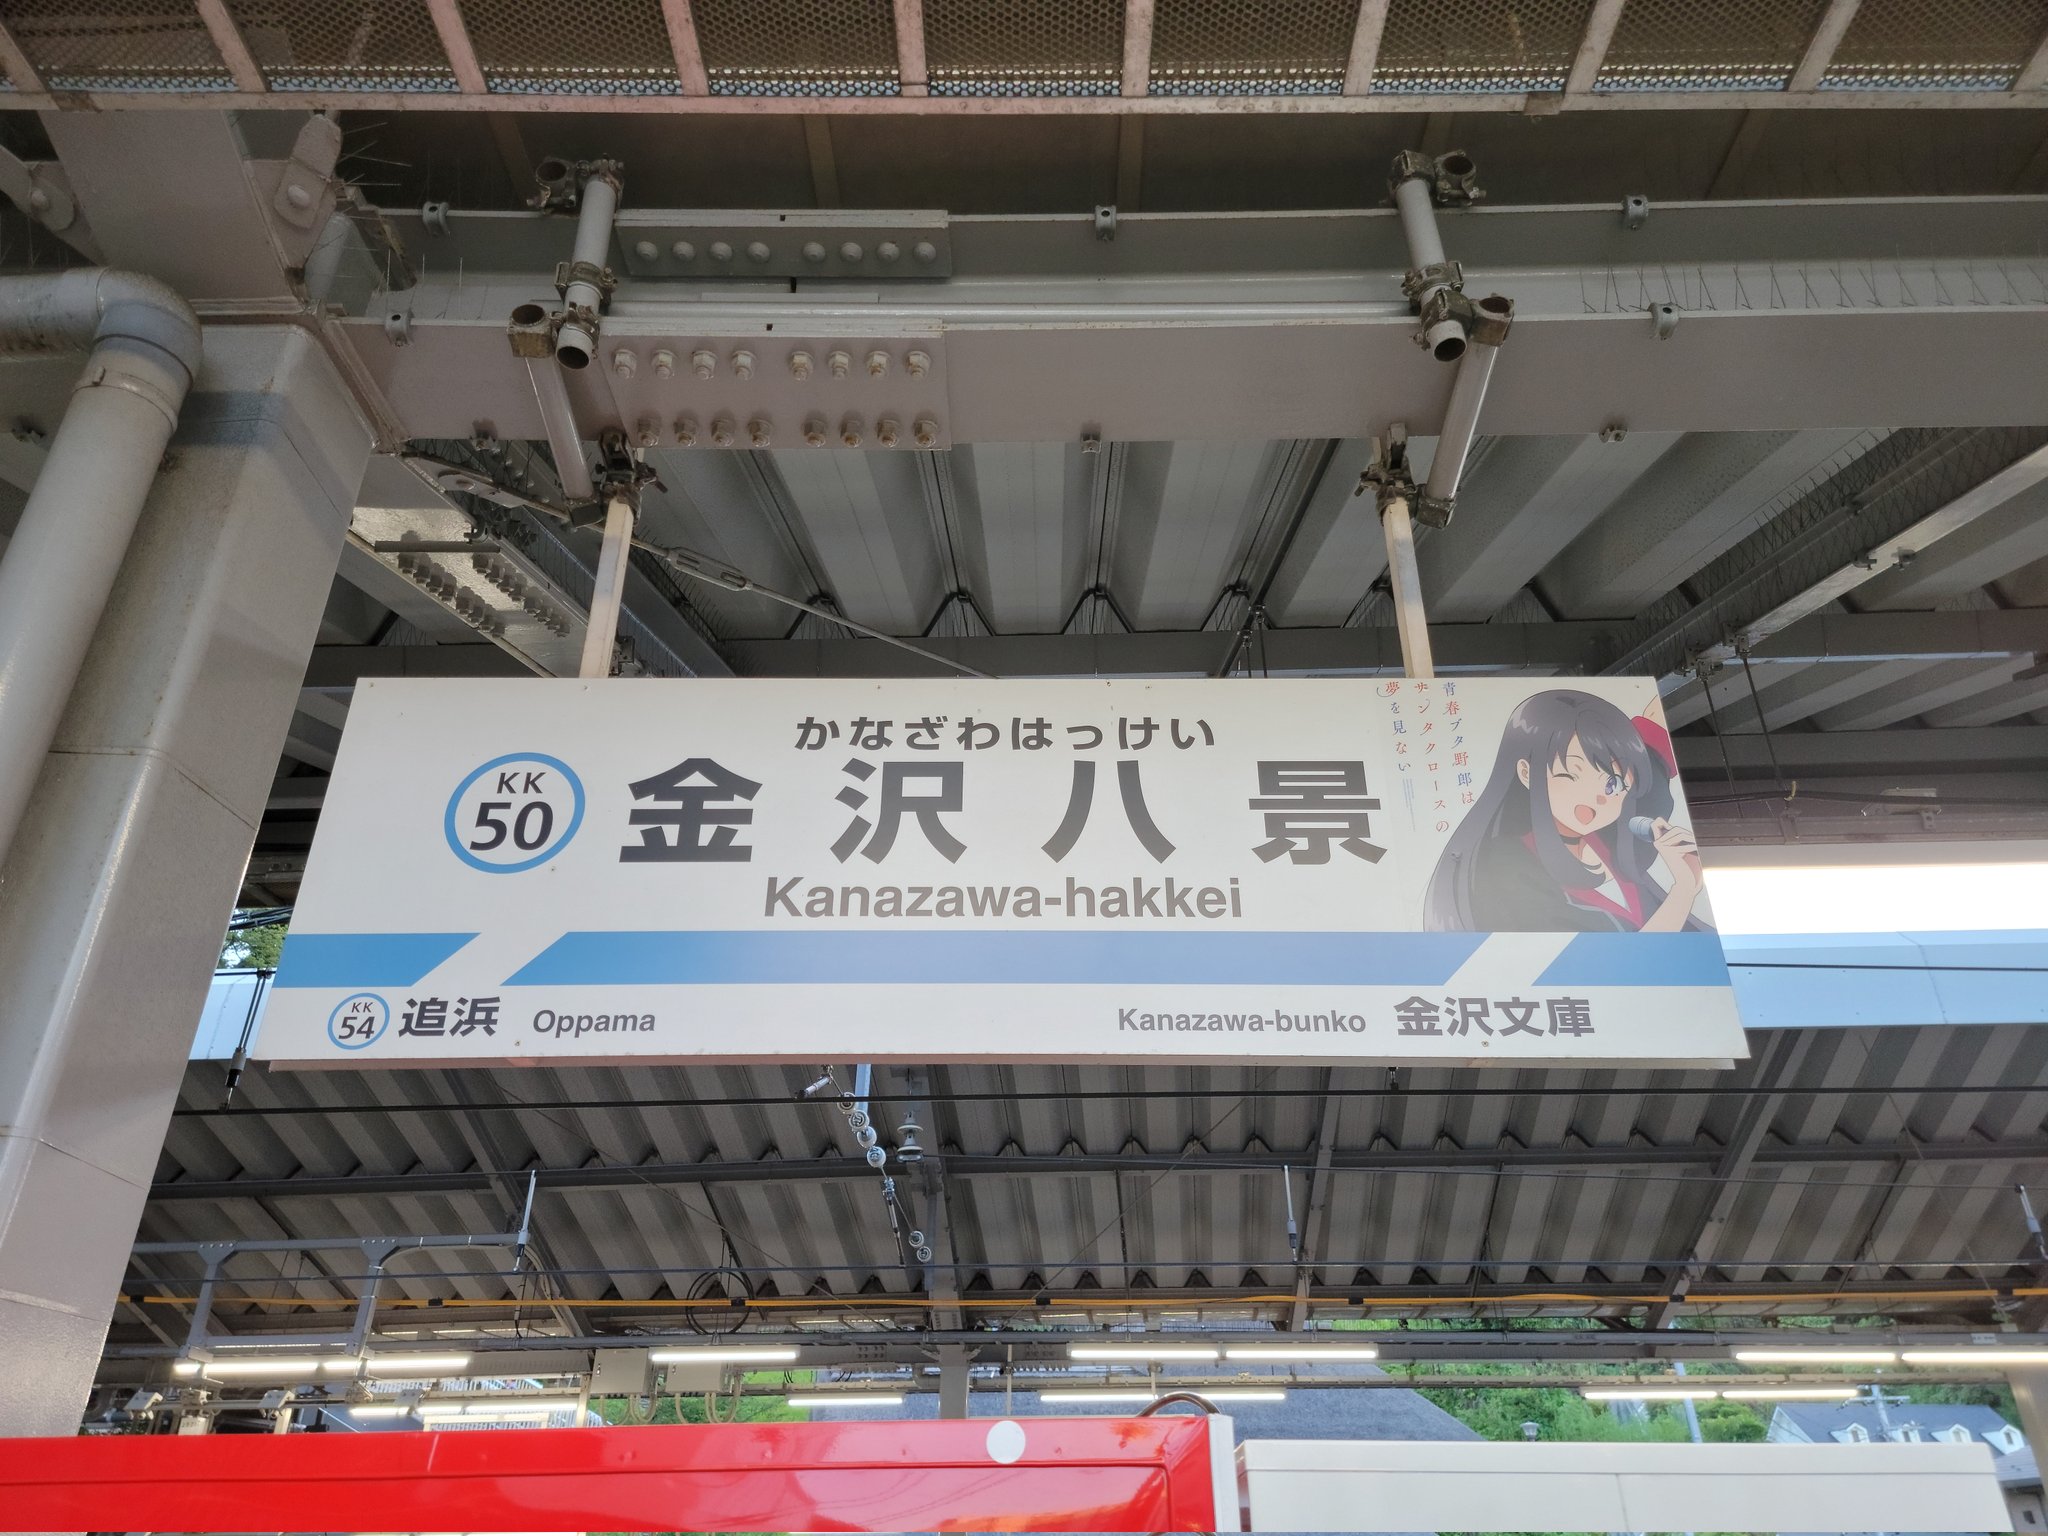 かなざわはっけい
KK
50
金沢八景
Kanazawa-hakkei
青春ブタ野郎は
サンタクロースの
夢を見ない
KK
54
追浜 Oppama
Kanazawa-bunko 金沢文庫